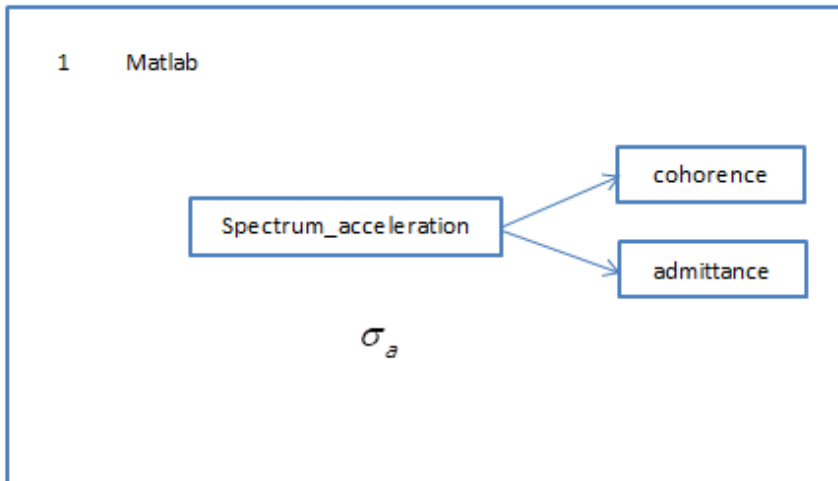 1 Matlab
cohorence
Spectrum_acceleration
admittance
σa